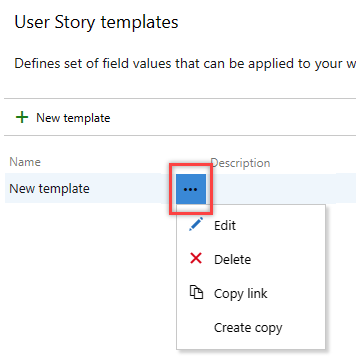 User Story templates
Defines set of field values that can be applied to your w
New template
Name Description
New template
Edit
Delete
Copy link
Create copy